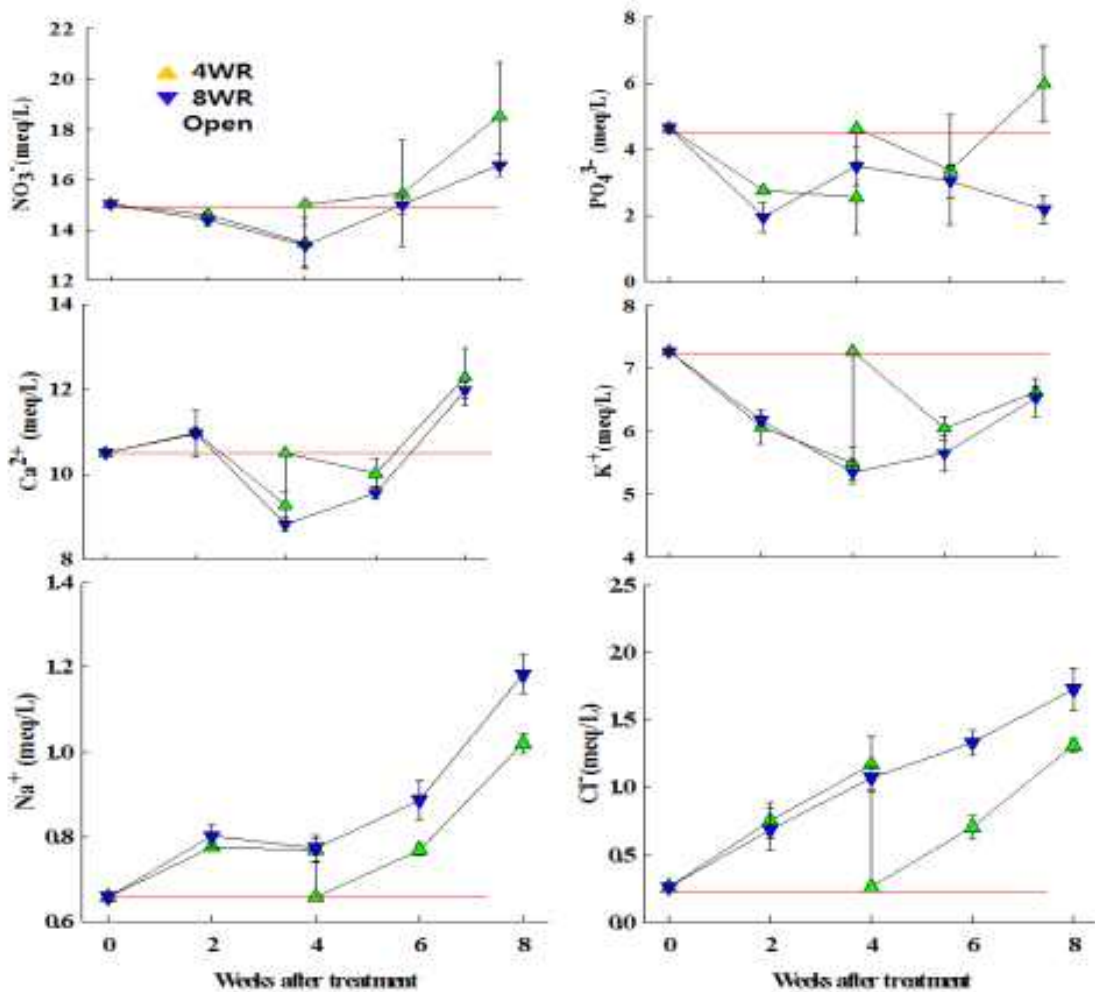 22
20
18
16
14
12
NO₃⁻ (meq/L)
4WR
8WR
Open
8
6
4
2
0
PO₄³⁻ (meq/L)
14
12
10
8
Ca²⁺ (meq/L)
8
7
6
5
4
K⁺ (meq/L)
1.4
1.2
1.0
0.8
0.6
Na⁺ (meq/L)
0 2 4 6 8
Weeks after treatment
2.5
2.0
1.5
1.0
0.5
0.0
Cl⁻ (meq/L)
0 2 4 6 8
Weeks after treatment